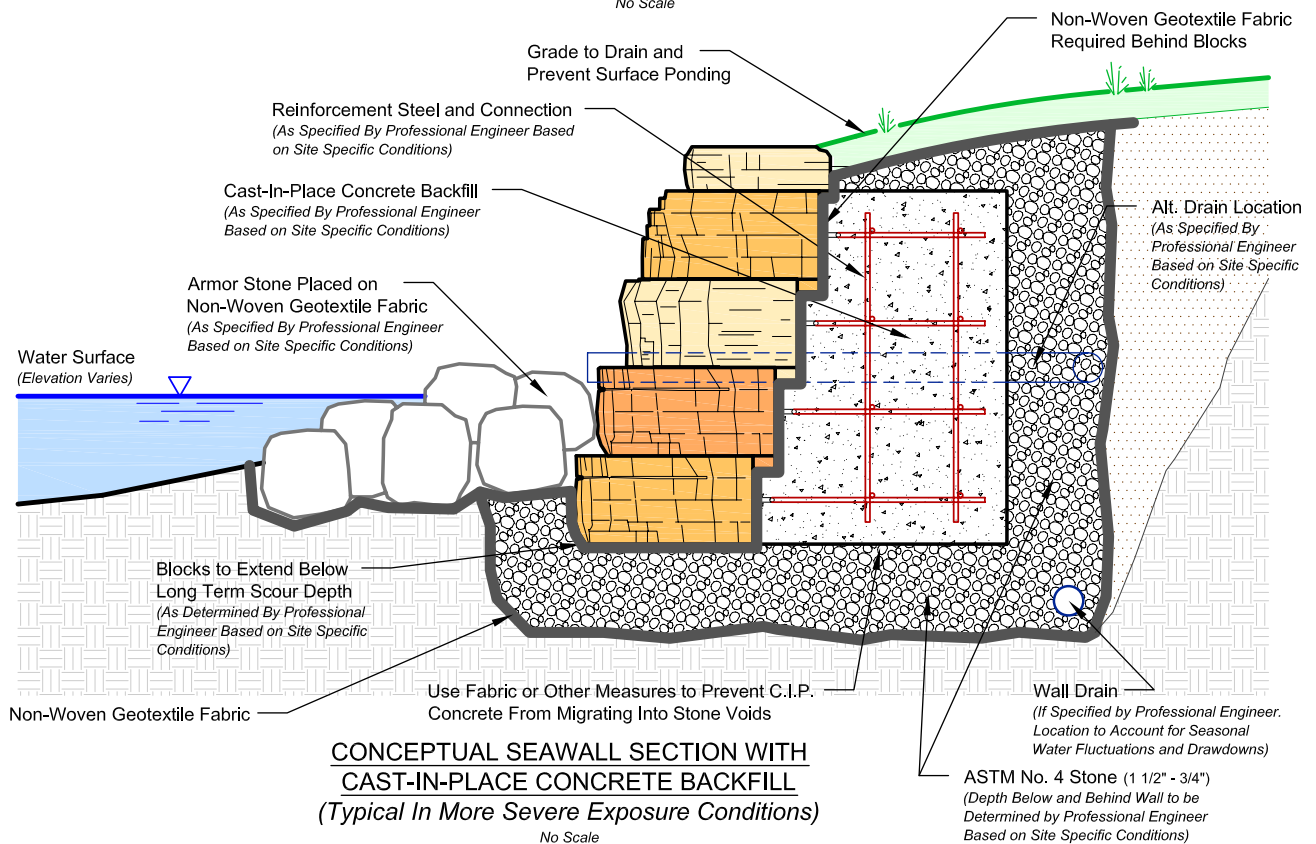 No Scale
Non-Woven Geotextile Fabric
Required Behind Blocks
Grade to Drain and
Prevent Surface Ponding
Reinforcement Steel and Connection
(As Specified By Professional Engineer Based
on Site Specific Conditions)
Cast-In-Place Concrete Backfill
(As Specified By Professional Engineer
Based on Site Specific Conditions)
Alt. Drain Location
(As Specified By
Professional Engineer
Based on Site Specific
Conditions)
Armor Stone Placed on
Non-Woven Geotextile Fabric
(As Specified By Professional Engineer
Based on Site Specific Conditions)
Water Surface
(Elevation Varies)
Blocks to Extend Below
Long Term Scour Depth
(As Determined By Professional
Engineer Based on Site Specific
Conditions)
Non-Woven Geotextile Fabric
Use Fabric or Other Measures to Prevent C.I.P.
Concrete From Migrating Into Stone Voids
Wall Drain
(If Specified by Professional Engineer.
Location to Account for Seasonal
Water Fluctuations and Drawdowns)
ASTM No. 4 Stone (1 1/2" - 3/4")
(Depth Below and Behind Wall to be
Determined by Professional Engineer
Based on Site Specific Conditions)
CONCEPTUAL SEAWALL SECTION WITH
CAST-IN-PLACE CONCRETE BACKFILL
(Typical In More Severe Exposure Conditions)
No Scale